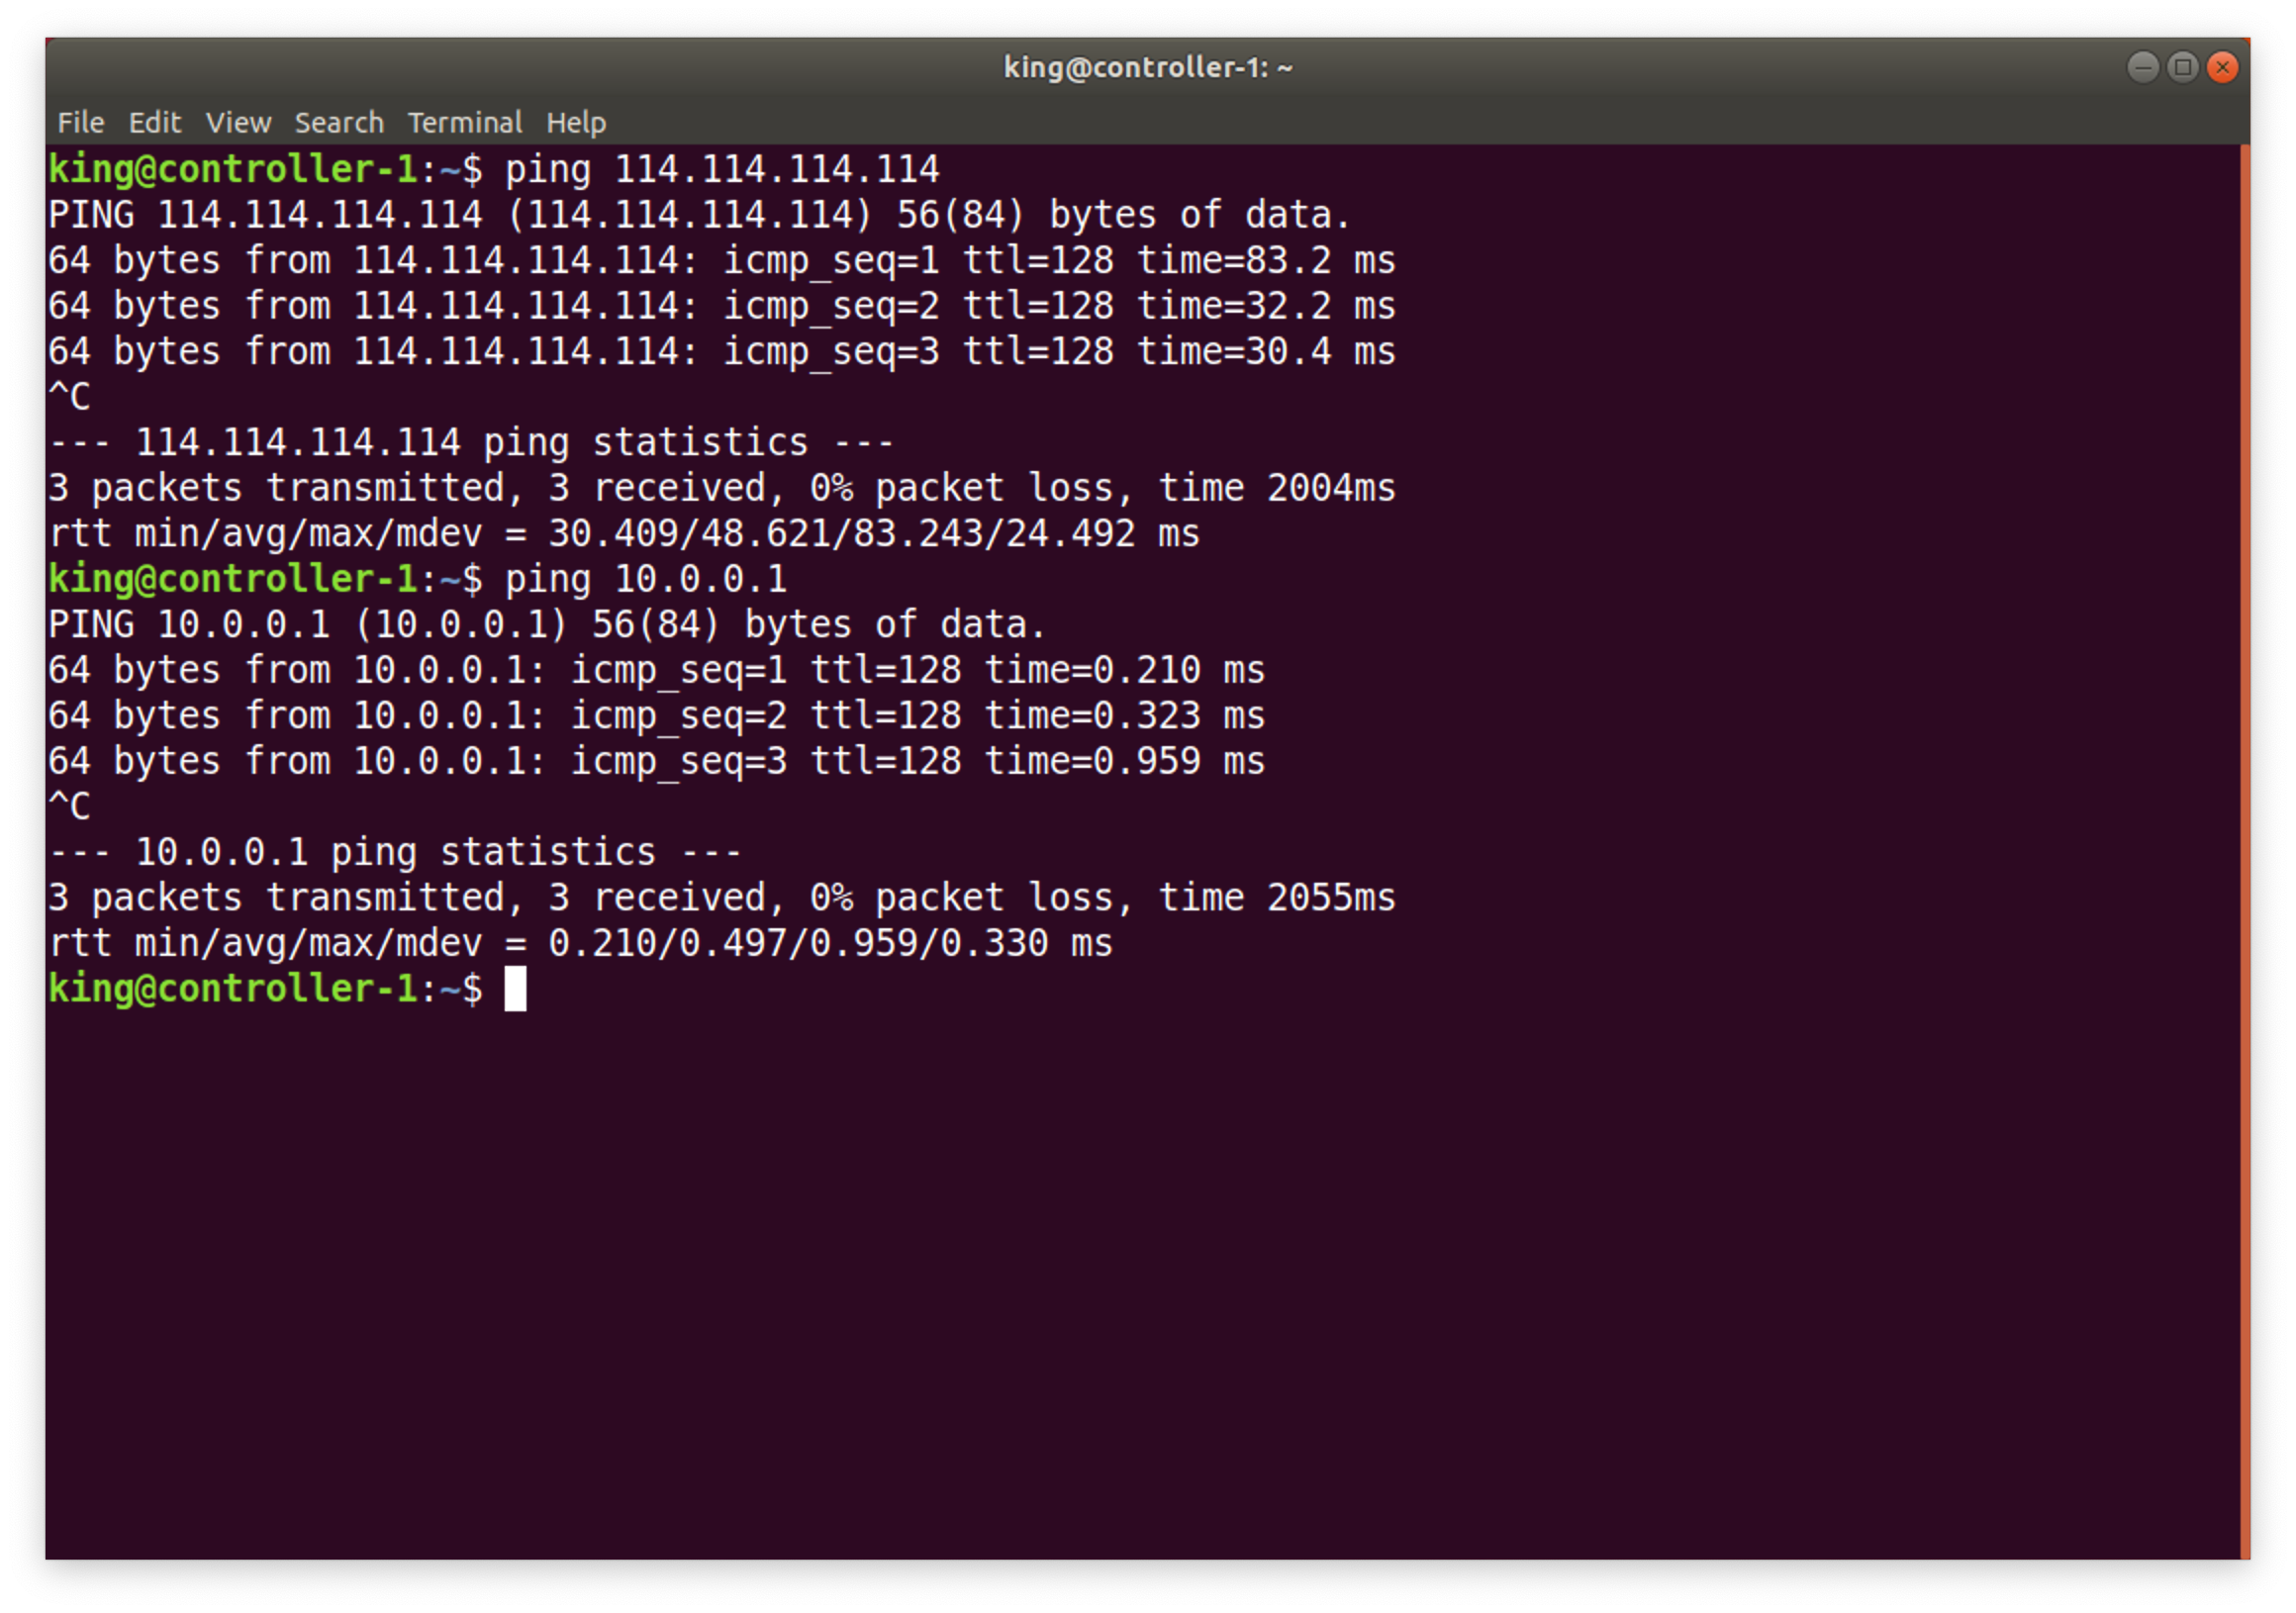 king@controller-1: ~
File Edit View Search Terminal Help
king@controller-1:~$ ping 114.114.114.114
PING 114.114.114.114 (114.114.114.114) 56(84) bytes of data.
64 bytes from 114.114.114.114: icmp_seq=1 ttl=128 time=83.2 ms
64 bytes from 114.114.114.114: icmp_seq=2 ttl=128 time=32.2 ms
64 bytes from 114.114.114.114: icmp_seq=3 ttl=128 time=30.4 ms
^C
--- 114.114.114.114 ping statistics ---
3 packets transmitted, 3 received, 0% packet loss, time 2004ms
rtt min/avg/max/mdev = 30.409/48.621/83.243/24.492 ms
king@controller-1:~$ ping 10.0.0.1
PING 10.0.0.1 (10.0.0.1) 56(84) bytes of data.
64 bytes from 10.0.0.1: icmp_seq=1 ttl=128 time=0.210 ms
64 bytes from 10.0.0.1: icmp_seq=2 ttl=128 time=0.323 ms
64 bytes from 10.0.0.1: icmp_seq=3 ttl=128 time=0.959 ms
^C
--- 10.0.0.1 ping statistics ---
3 packets transmitted, 3 received, 0% packet loss, time 2055ms
rtt min/avg/max/mdev = 0.210/0.497/0.959/0.330 ms
king@controller-1:~$